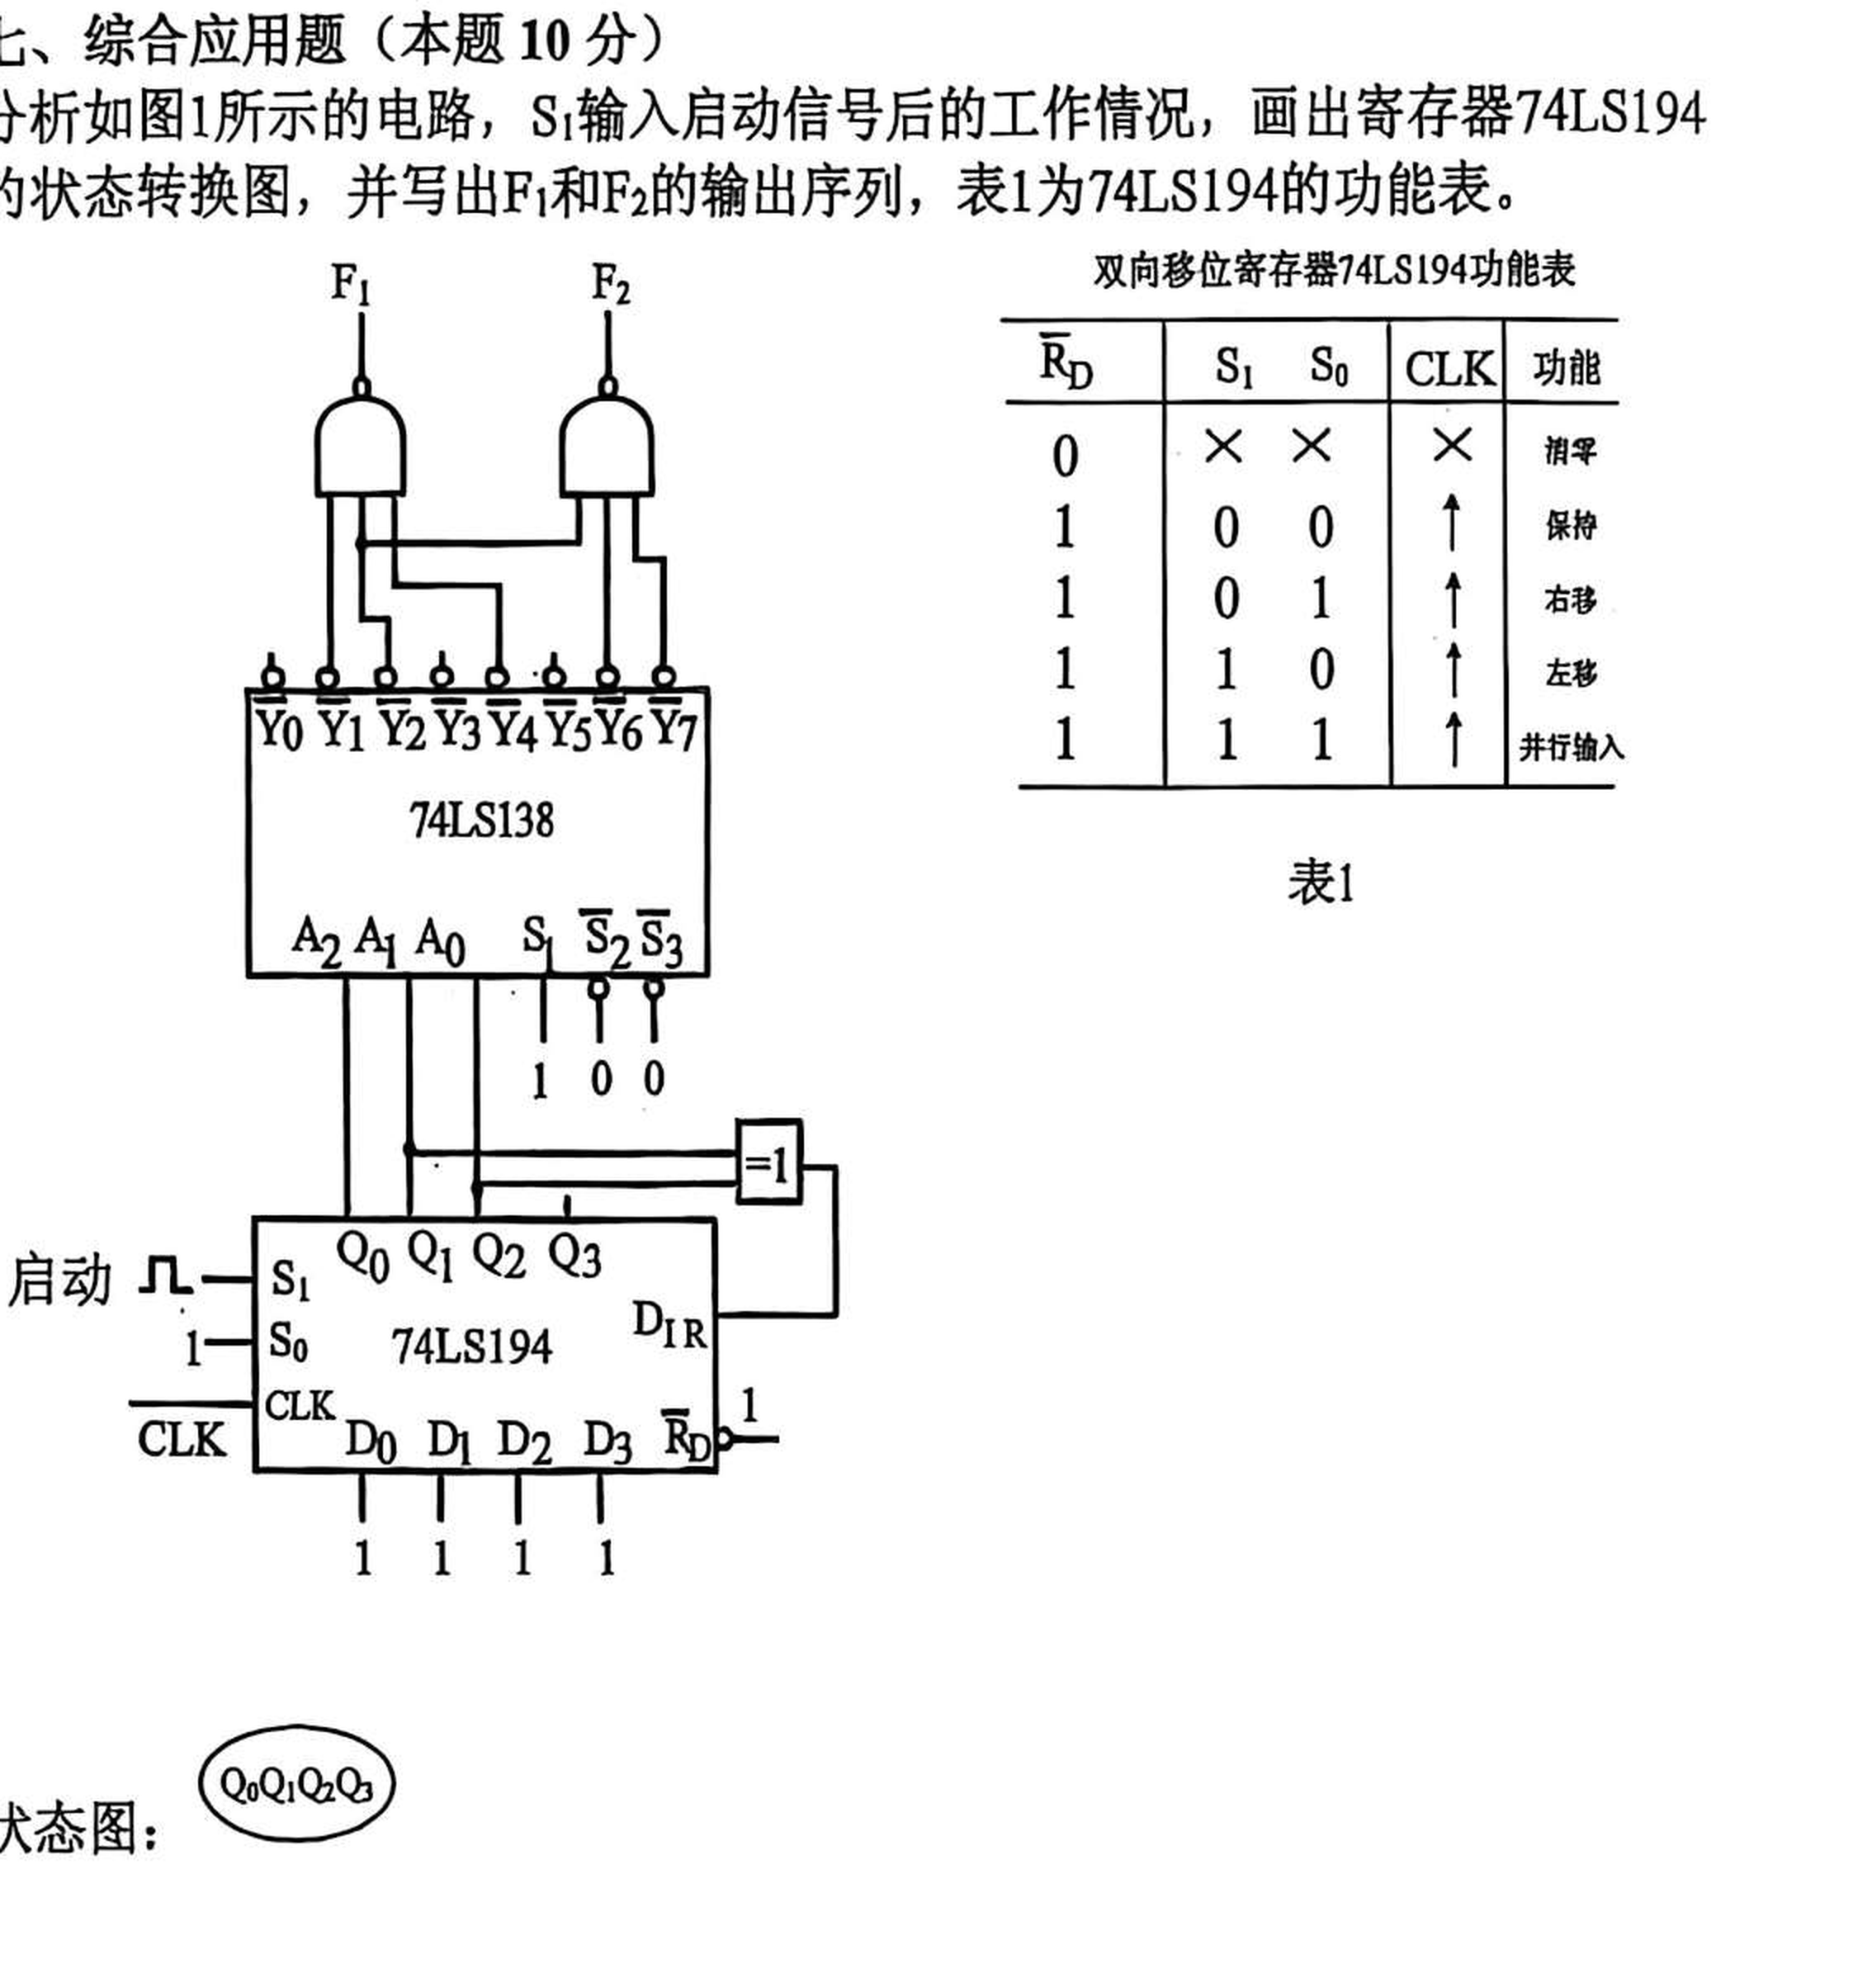 七、综合应用题（本题 10 分）
分析如图1所示的电路，S₁输入启动信号后的工作情况，画出寄存器74LS194
的状态转换图，并写出F₁和F₂的输出序列，表1为74LS194的功能表。
F₁ F₂
双向移位寄存器74LS194功能表
R̅D S₁ S₀ CLK 功能
0 × × × 消零
1 0 0 ↑ 保持
1 0 1 ↑ 右移
1 1 0 ↑ 左移
1 1 1 ↑ 并行输入
表1
Y̅0 Y̅1 Y̅2 Y̅3 Y̅4 Y̅5 Y̅6 Y̅7
74LS138
A2 A1 A0 S1 S̅2 S̅3
1 0 0
=1
Q0 Q1 Q2 Q3
启动 S1
1 S0
74LS194
DIR
CLK
CLK
D0 D1 D2 D3 R̅D
1
1 1 1 1
状态图：
Q₀Q₁Q₂Q₃